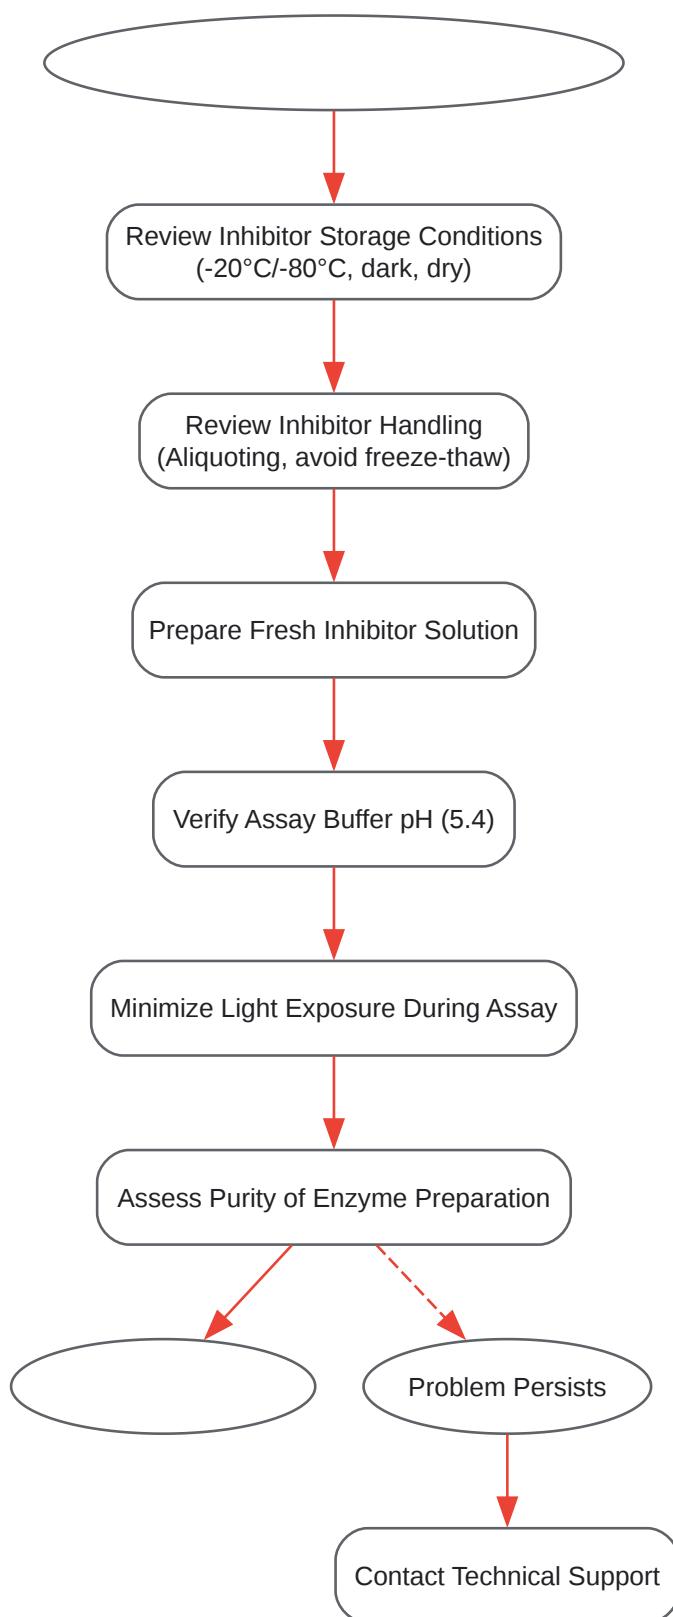 Review Inhibitor Storage Conditions
(-20°C/-80°C, dark, dry)
Review Inhibitor Handling
(Aliquoting, avoid freeze-thaw)
Prepare Fresh Inhibitor Solution
Verify Assay Buffer pH (5.4)
Minimize Light Exposure During Assay
Assess Purity of Enzyme Preparation
Problem Persists
Contact Technical Support